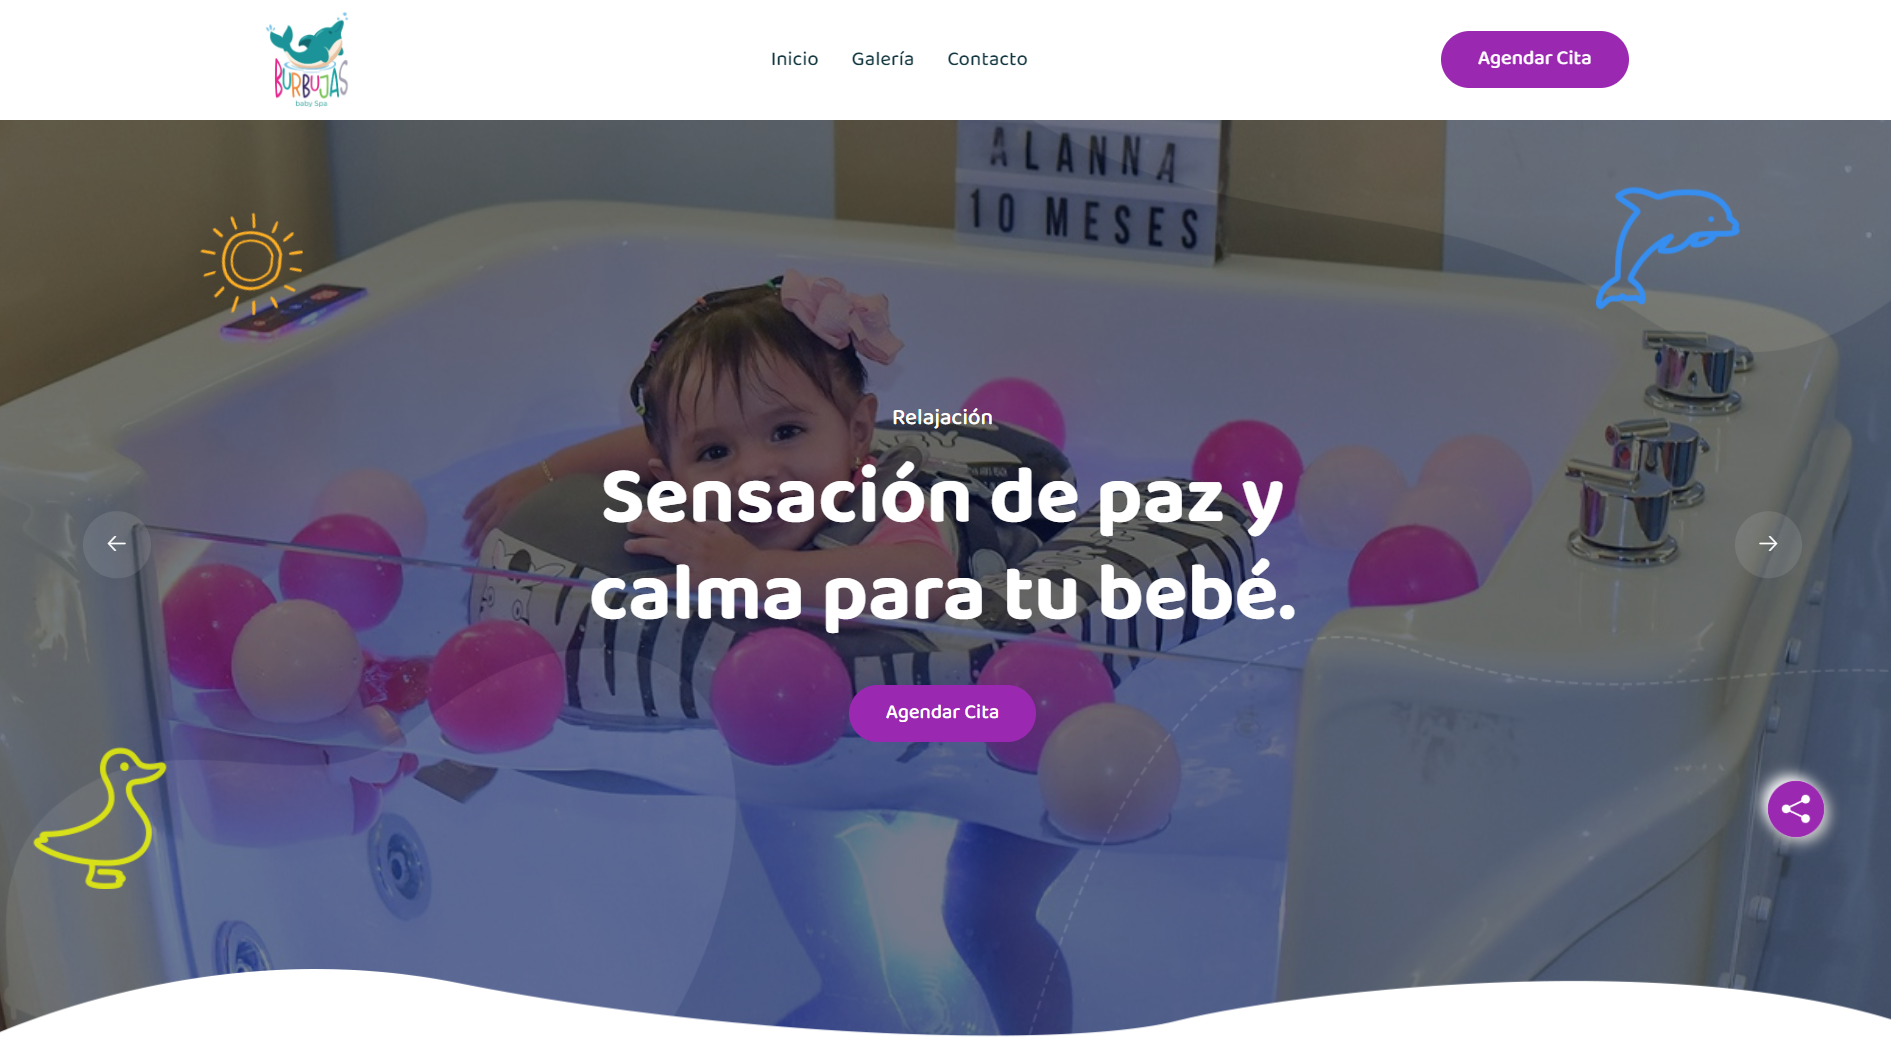 BURBUJAS
baby Spa
Inicio Galería Contacto
Agendar Cita
ALANNA
10 MESES
Relajación
Sensación de paz y
calma para tu bebé.
Agendar Cita